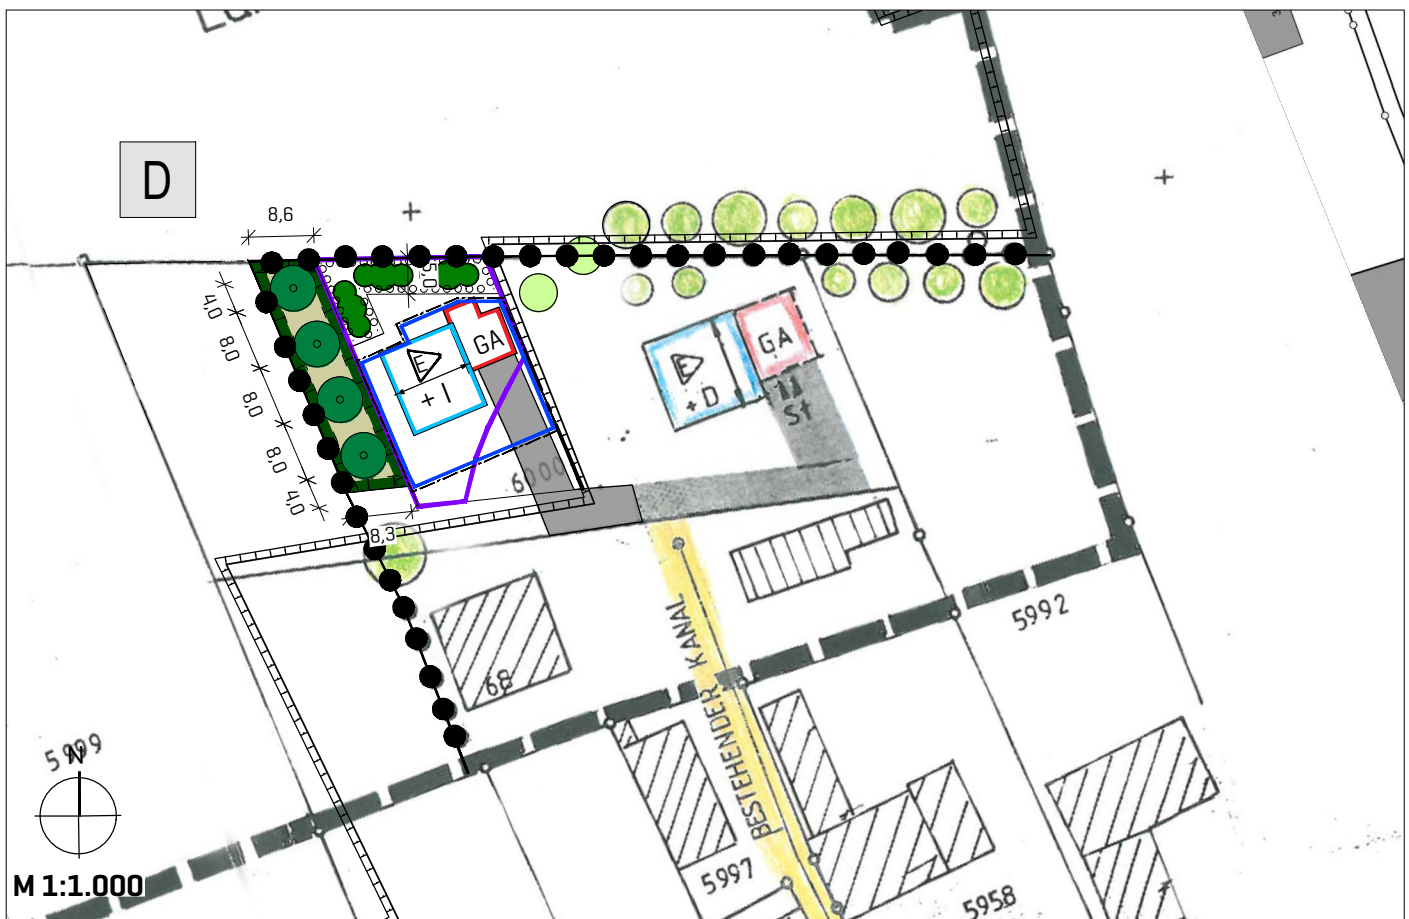 D
8,6
5,0
4,0
8,0
8,0
8,0
4,0
8,3
E
+ I
GA
E
+ D
GA
St
6000
68
5992
BESTEHENDER KANAL
5999
N
5997
5958
M 1:1.000